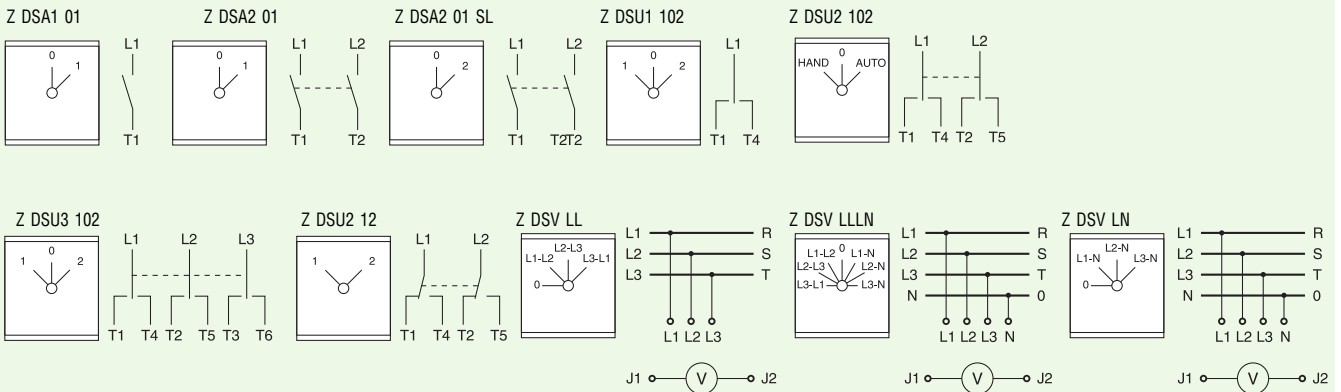 Z DSA1 01
0
1
L1
T1
Z DSA2 01
0
1
L1 L2
T1 T2
Z DSA2 01 SL
0
2
L1 L2
T1 T2T2
Z DSU1 102
0
1 2
L1
T1 T4
Z DSU2 102
0
HAND AUTO
L1 L2
T1 T4 T2 T5
Z DSU3 102
0
1 2
L1 L2 L3
T1 T4 T2 T5 T3 T6
Z DSU2 12
1 2
L1 L2
T1 T4 T2 T5
Z DSV LL
L2-L3
L1-L2 L3-L1
0
L1 R
L2 S
L3 T
L1 L2 L3
J1 V J2
Z DSV LLLN
0
L1-L2 L1-N
L2-L3 L2-N
L3-L1 L3-N
L1 R
L2 S
L3 T
N 0
L1 L2 L3 N
J1 V J2
Z DSV LN
L2-N
L1-N L3-N
0
L1 R
L2 S
L3 T
N 0
L1 L2 L3 N
J1 V J2